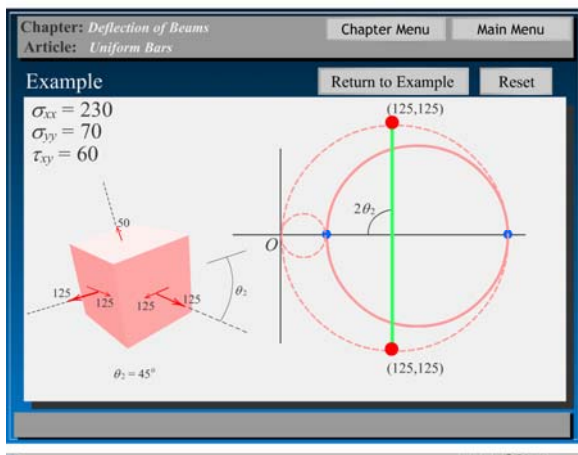 Chapter: Deflection of Beams
Chapter Menu
Main Menu
Article: Uniform Bars
Example
Return to Example
Reset
σxx = 230
σyy = 70
τxy = 60
(125,125)
50
2θ2
O
125
125
125
125
θ2
θ2 = 45°
(125,125)